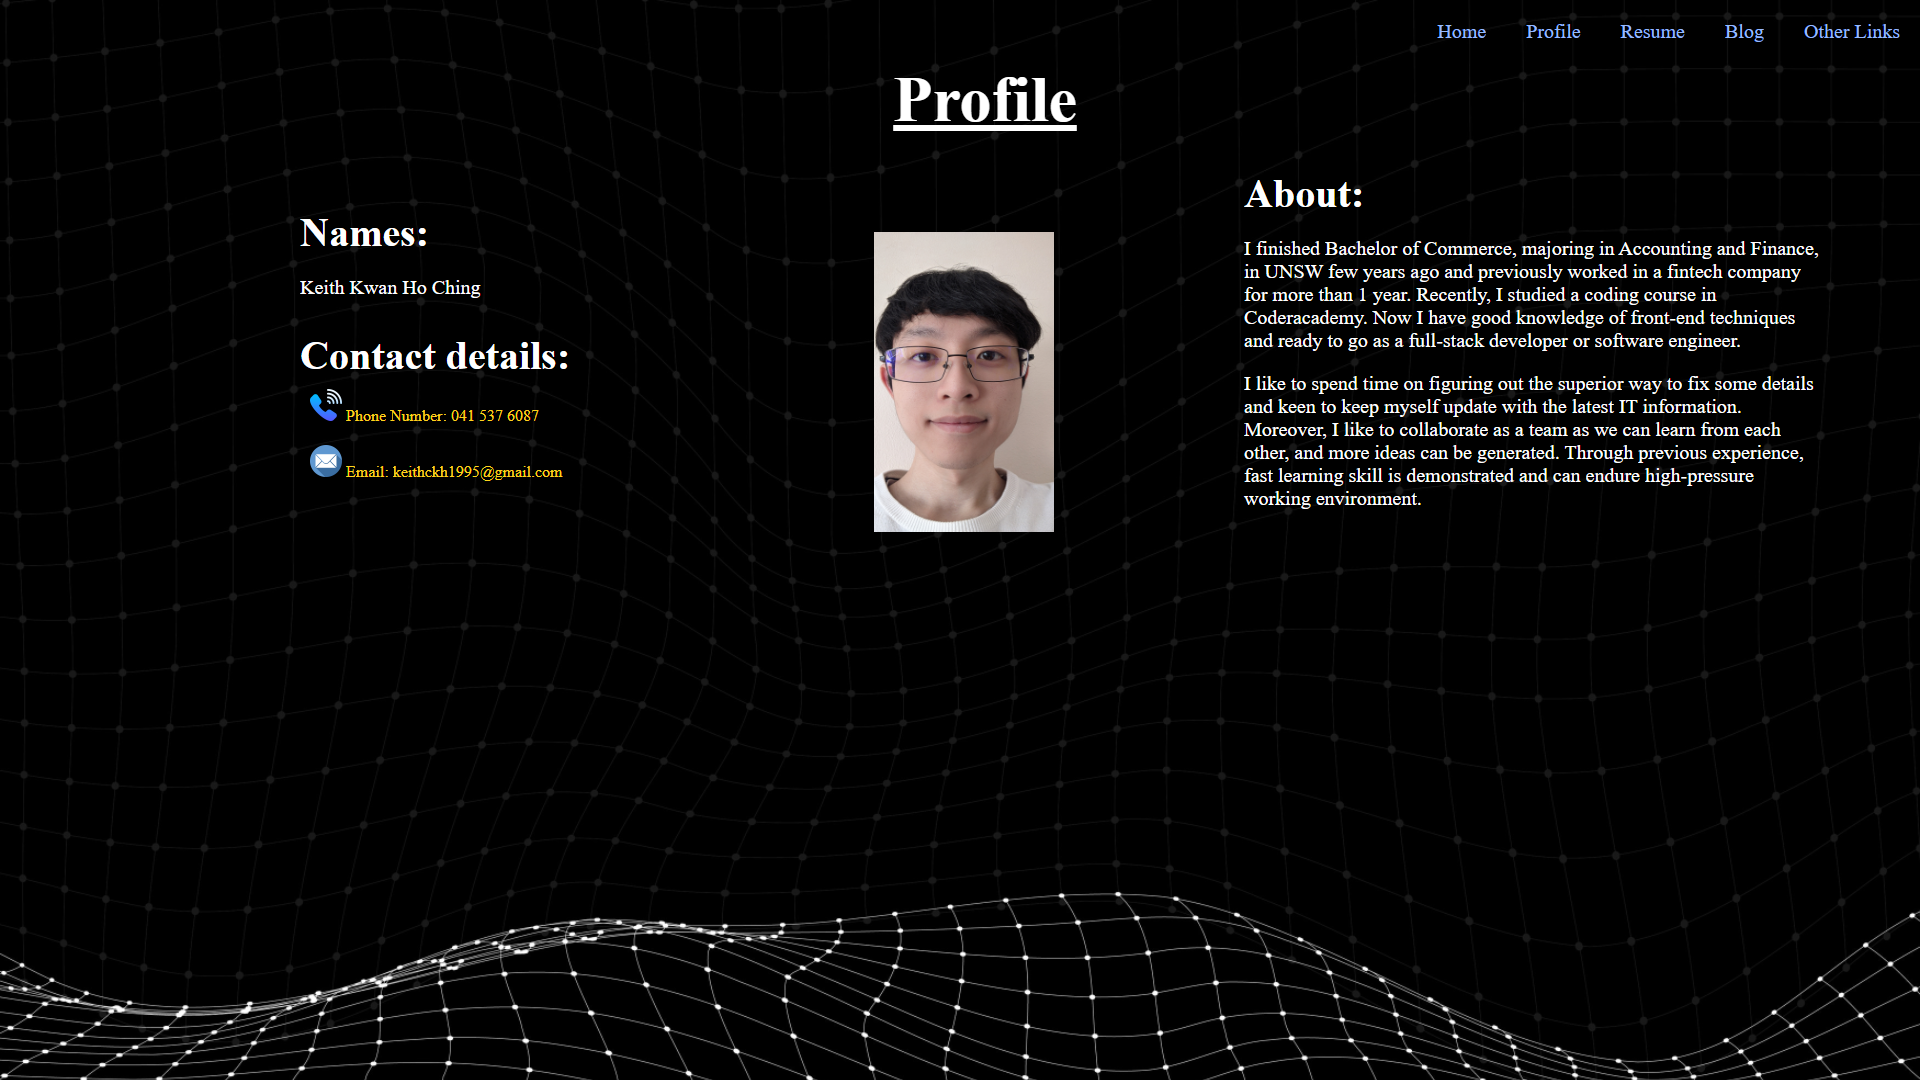 Home Profile Resume Blog Other Links
Profile
Names:
Keith Kwan Ho Ching
Contact details:
Phone Number: 041 537 6087
Email: keithckh1995@gmail.com
About:
I finished Bachelor of Commerce, majoring in Accounting and Finance,
in UNSW few years ago and previously worked in a fintech company
for more than 1 year. Recently, I studied a coding course in
Coderacademy. Now I have good knowledge of front-end techniques
and ready to go as a full-stack developer or software engineer.
I like to spend time on figuring out the superior way to fix some details
and keen to keep myself update with the latest IT information.
Moreover, I like to collaborate as a team as we can learn from each
other, and more ideas can be generated. Through previous experience,
fast learning skill is demonstrated and can endure high-pressure
working environment.